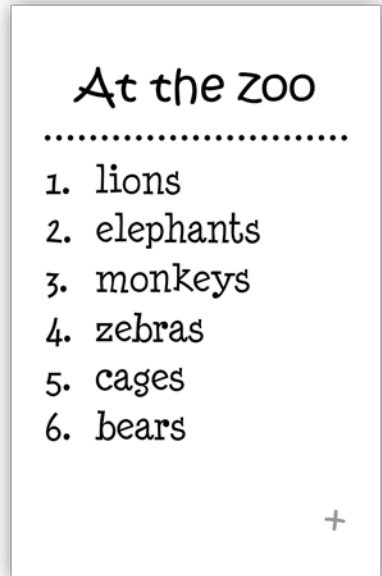 At the zoo
1. lions
2. elephants
3. monkeys
4. zebras
5. cages
6. bears
+